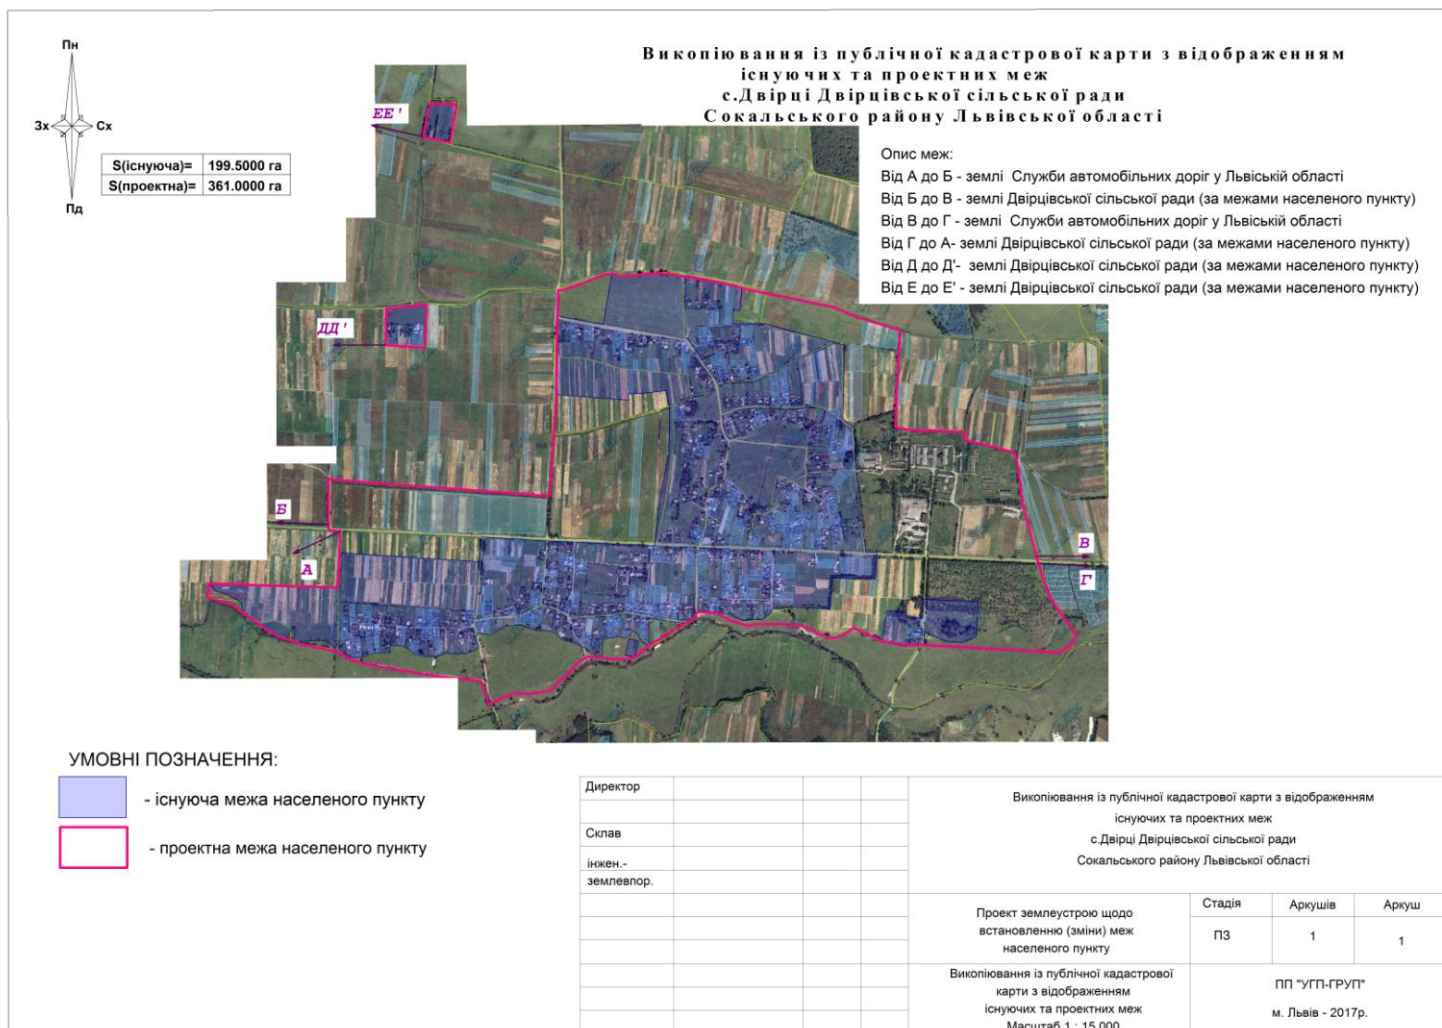 Викопіювання із публічної кадастрової карти з відображенням
існуючих та проектних меж
с.Двірці Двірцівської сільської ради
Сокальського району Львівської області
Пн
Зх
Сх
Пд
S(існуюча)= 199.5000 га
S(проектна)= 361.0000 га
Опис меж:
Від А до Б - землі Служби автомобільних доріг у Львіській області
Від Б до В - землі Двірцівської сільської ради (за межами населеного пункту)
Від В до Г - землі Служби автомобільних доріг у Львіській області
Від Г до А- землі Двірцівської сільської ради (за межами населеного пункту)
Від Д до Д'- землі Двірцівської сільської ради (за межами населеного пункту)
Від Е до Е' - землі Двірцівської сільської ради (за межами населеного пункту)
ЕЕ'
ДД'
Б
А
В
Г
УМОВНІ ПОЗНАЧЕННЯ:
- існуюча межа населеного пункту
- проектна межа населеного пункту
Директор
Склав
інжен.-
землевпор.
Викопіювання із публічної кадастрової карти з відображенням
існуючих та проектних меж
с.Двірці Двірцівської сільської ради
Сокальського району Львівської області
Проект землеустрою щодо
встановленню (зміни) меж
населеного пункту
Стадія Аркушів Аркуш
ПЗ 1 1
Викопіювання із публічної кадастрової
карти з відображенням
існуючих та проектних меж
Масштаб 1 : 15 000
ПП "УГП-ГРУП"
м. Львів - 2017р.